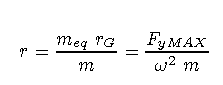 $r = \frac{m_{eq} \ r_G}{m} = \frac{F_{yMAX}}{\omega^2 \ m}$